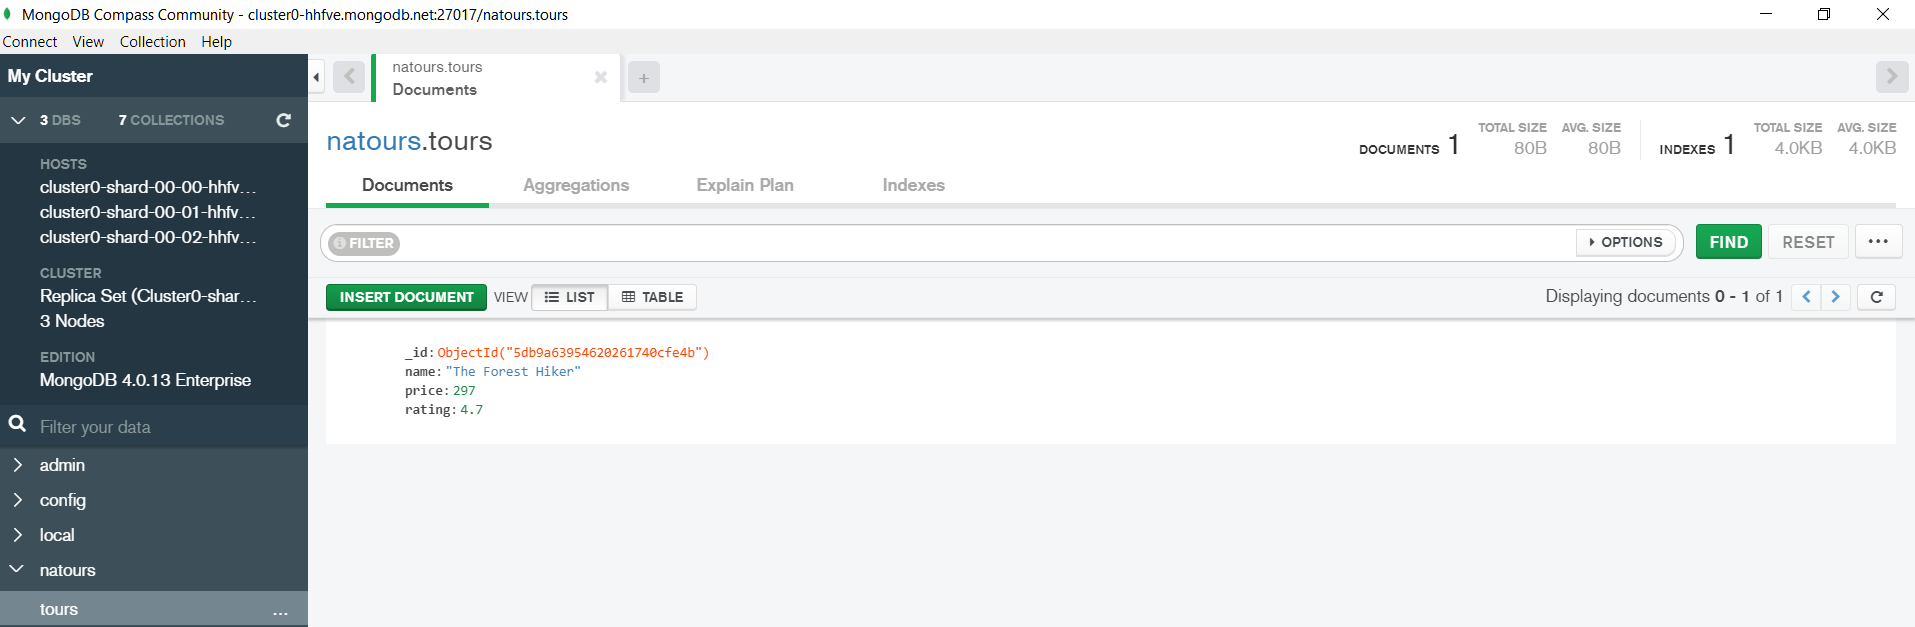 MongoDB Compass Community - cluster0-hhfve.mongodb.net:27017/natours.tours
Connect View Collection Help
My Cluster
3 DBS 7 COLLECTIONS
HOSTS
cluster0-shard-00-00-hhfv...
cluster0-shard-00-01-hhfv...
cluster0-shard-00-02-hhfv...
CLUSTER
Replica Set (Cluster0-shar...
3 Nodes
EDITION
MongoDB 4.0.13 Enterprise
Filter your data
admin
config
local
natours
tours ...
natours.tours
Documents
+
natours.tours
DOCUMENTS 1 TOTAL SIZE 80B AVG. SIZE 80B INDEXES 1 TOTAL SIZE 4.0KB AVG. SIZE 4.0KB
Documents Aggregations Explain Plan Indexes
FILTER OPTIONS FIND RESET ...
INSERT DOCUMENT VIEW LIST TABLE Displaying documents 0 - 1 of 1
_id: ObjectId("5db9a63954620261740cfe4b")
name: "The Forest Hiker"
price: 297
rating: 4.7